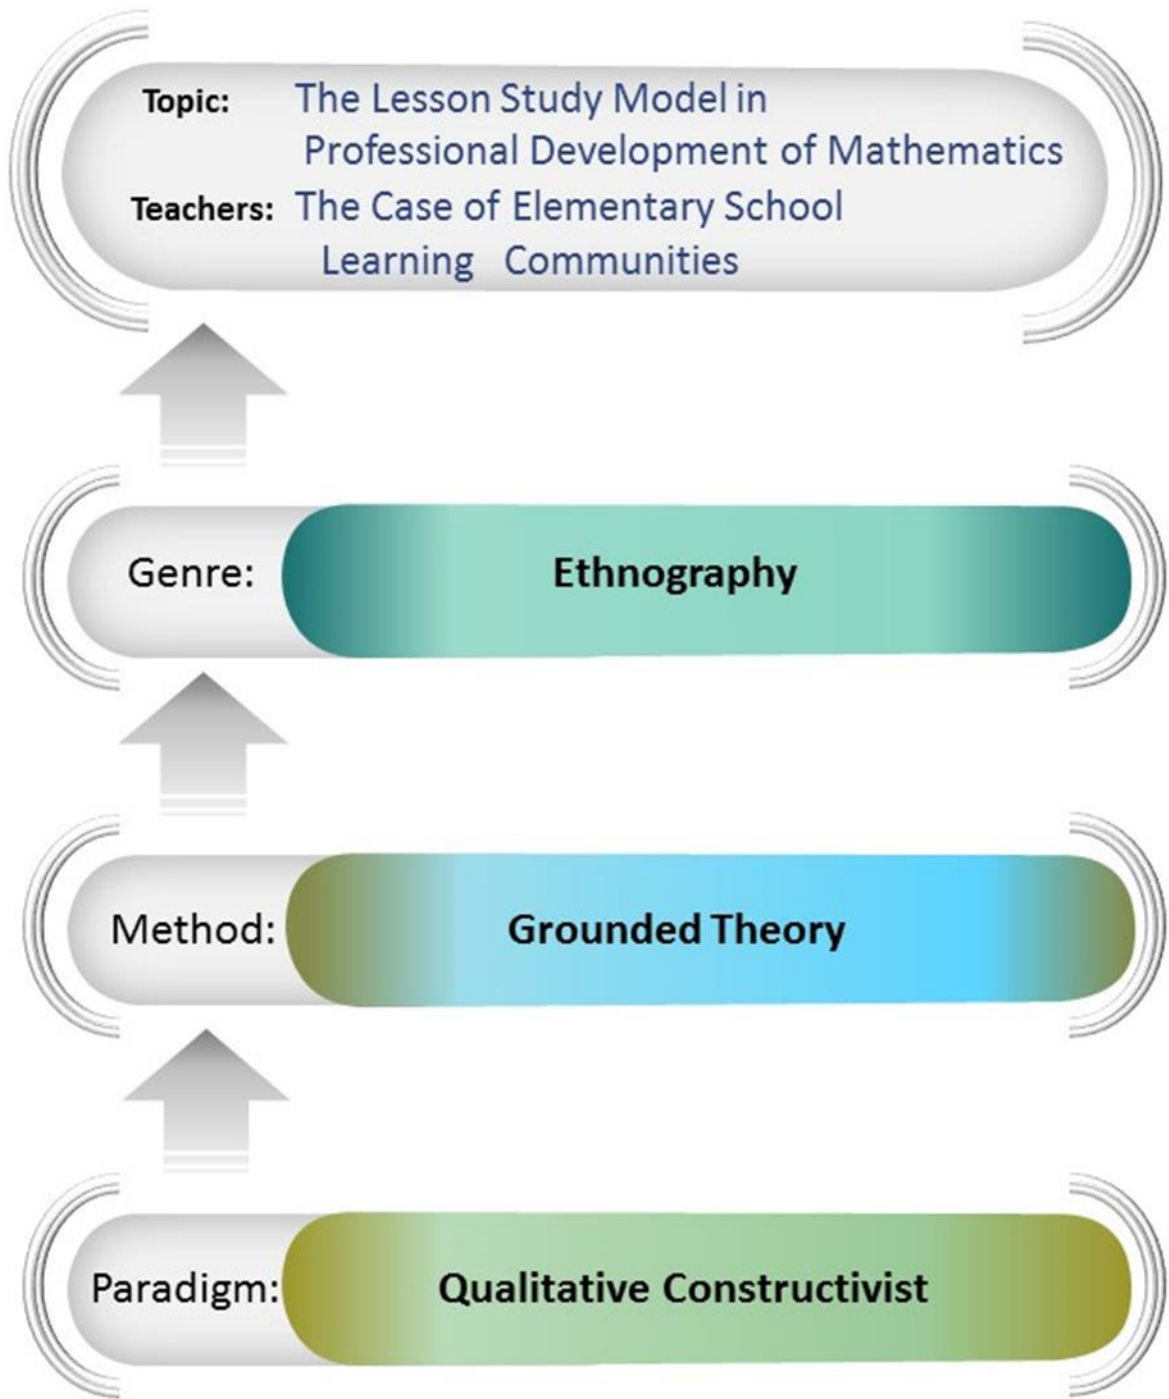 Topic: The Lesson Study Model in
Professional Development of Mathematics
Teachers: The Case of Elementary School
Learning Communities
Genre: Ethnography
Method: Grounded Theory
Paradigm: Qualitative Constructivist